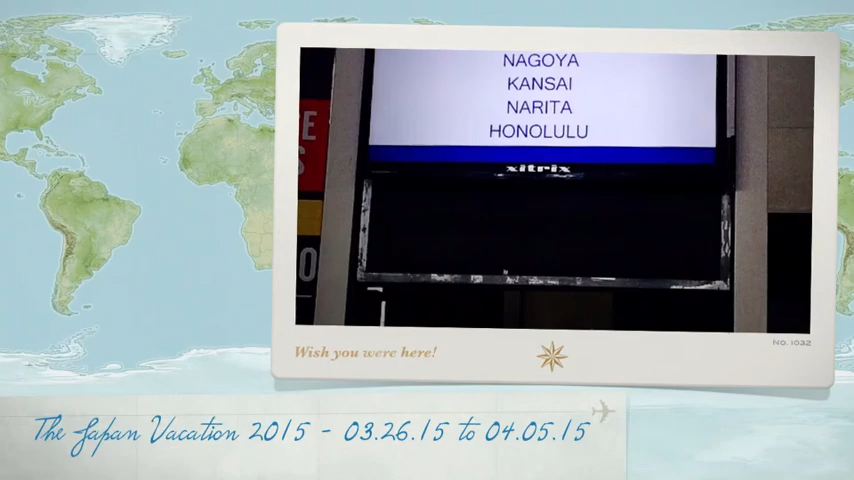 NAGOYA
KANSAI
NARITA
HONOLULU
xitrix
Wish you were here!
No. 1032
The Japan Vacation 2015 - 03.26.15 to 04.05.15